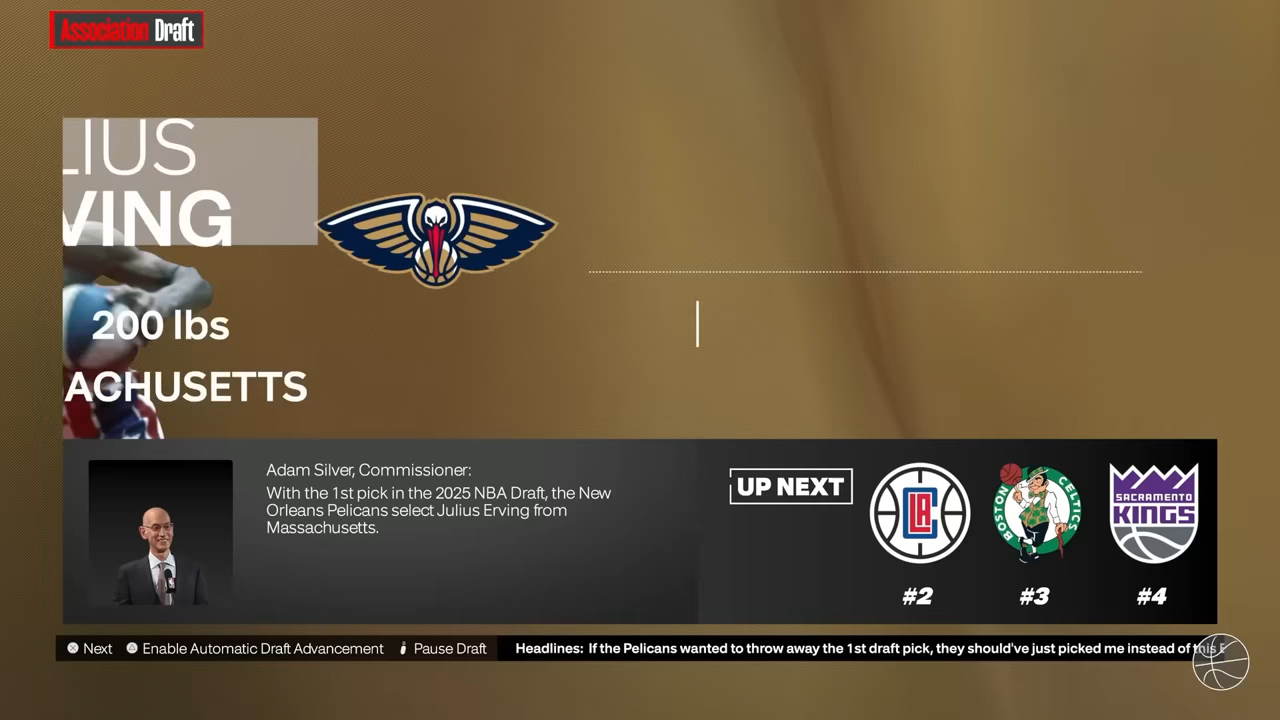 Association Draft
LIUS
VING
200 lbs
ACHUSETTS
Adam Silver, Commissioner:
With the 1st pick in the 2025 NBA Draft, the New
Orleans Pelicans select Julius Erving from
Massachusetts.
UP NEXT
LA
BOSTON CELTICS
SACRAMENTO
KINGS
#2
#3
#4
Next
Enable Automatic Draft Advancement
Pause Draft
Headlines: If the Pelicans wanted to throw away the 1st draft pick, they should've just picked me instead of this